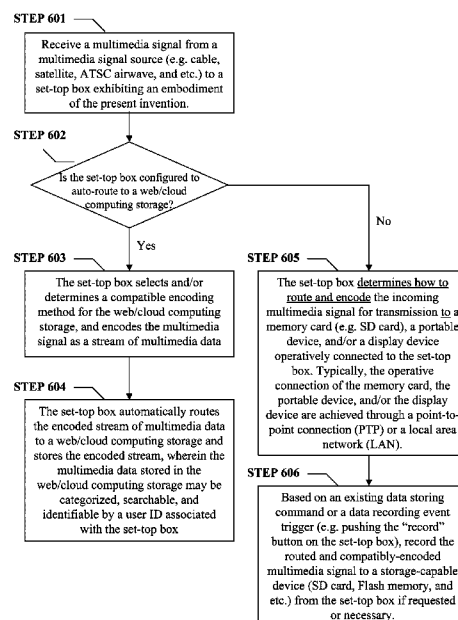 STEP 601
Receive a multimedia signal from a
multimedia signal source (e.g. cable,
satellite, ATSC airwave, and etc.) to a
set-top box exhibiting an embodiment
of the present invention.
STEP 602
Is the set-top box configured to
auto-route to a web/cloud
computing storage?
No
Yes
STEP 603
The set-top box selects and/or
determines a compatible encoding
method for the web/cloud computing
storage, and encodes the multimedia
signal as a stream of multimedia data
STEP 604
The set-top box automatically routes
the encoded stream of multimedia data
to a web/cloud computing storage and
stores the encoded stream, wherein the
multimedia data stored in the
web/cloud computing storage may be
categorized, searchable, and
identifiable by a user ID associated
with the set-top box
STEP 605
The set-top box determines how to
route and encode the incoming
multimedia signal for transmission to a
memory card (e.g. SD card), a portable
device, and/or a display device
operatively connected to the set-top
box. Typically, the operative
connection of the memory card, the
portable device, and/or the display
device are achieved through a point-to-
point connection (PTP) or a local area
network (LAN).
STEP 606
Based on an existing data storing
command or a data recording event
trigger (e.g. pushing the “record”
button on the set-top box), record the
routed and compatibly-encoded
multimedia signal to a storage-capable
device (SD card, Flash memory, and
etc.) from the set-top box if requested
or necessary.